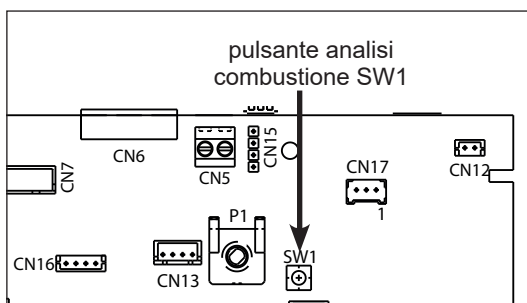 pulsante analisi
combustione SW1
CN6
CN5
CN15
CN7
CN17
1
CN12
P1
SW1
CN16
CN13